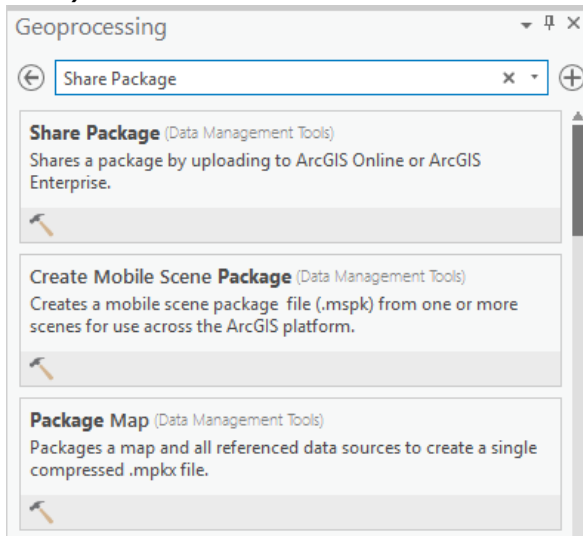 Geoprocessing
Share Package
Share Package (Data Management Tools)
Shares a package by uploading to ArcGIS Online or ArcGIS
Enterprise.
Create Mobile Scene Package (Data Management Tools)
Creates a mobile scene package file (.mspk) from one or more
scenes for use across the ArcGIS platform.
Package Map (Data Management Tools)
Packages a map and all referenced data sources to create a single
compressed .mpkx file.